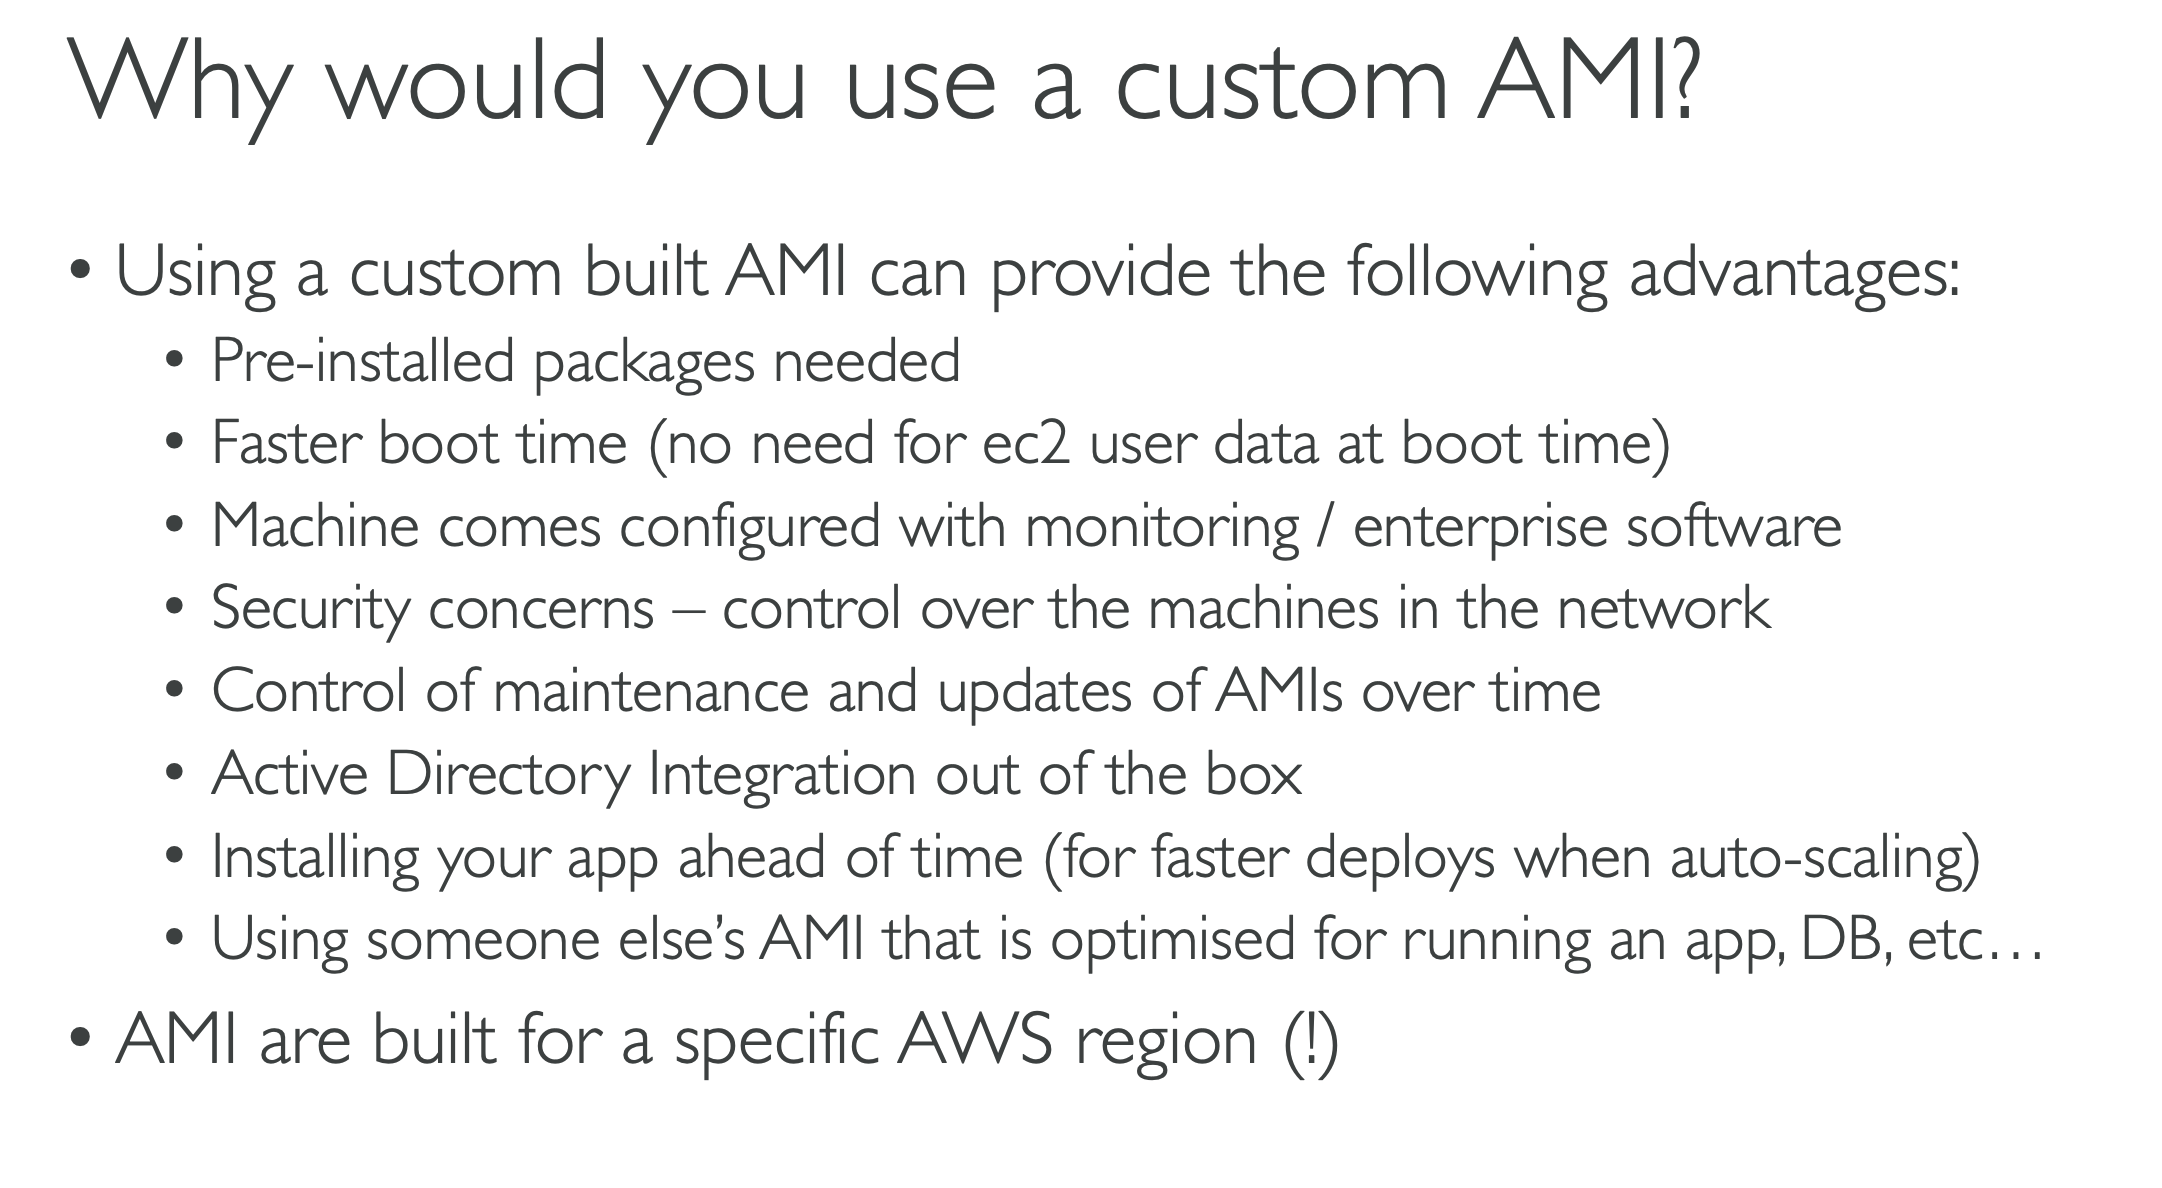 Why would you use a custom AMI?
• Using a custom built AMI can provide the following advantages:
• Pre-installed packages needed
• Faster boot time (no need for ec2 user data at boot time)
• Machine comes configured with monitoring / enterprise software
• Security concerns – control over the machines in the network
• Control of maintenance and updates of AMIs over time
• Active Directory Integration out of the box
• Installing your app ahead of time (for faster deploys when auto-scaling)
• Using someone else’s AMI that is optimised for running an app, DB, etc…
• AMI are built for a specific AWS region (!)